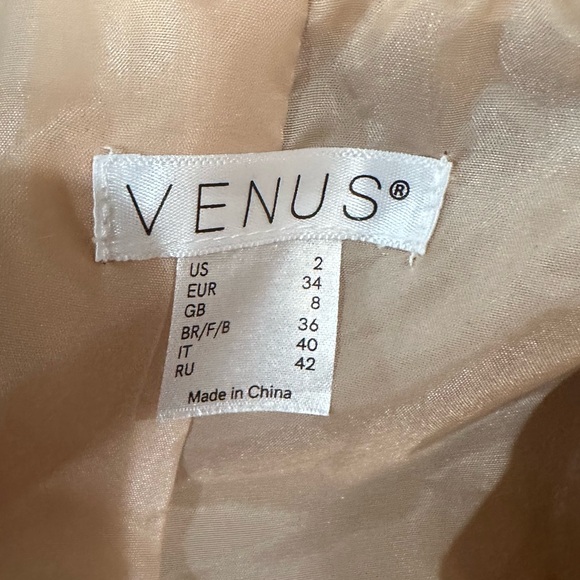 VENUS®
US 2
EUR 34
GB 8
BR/F/B 36
IT 40
RU 42
Made in China